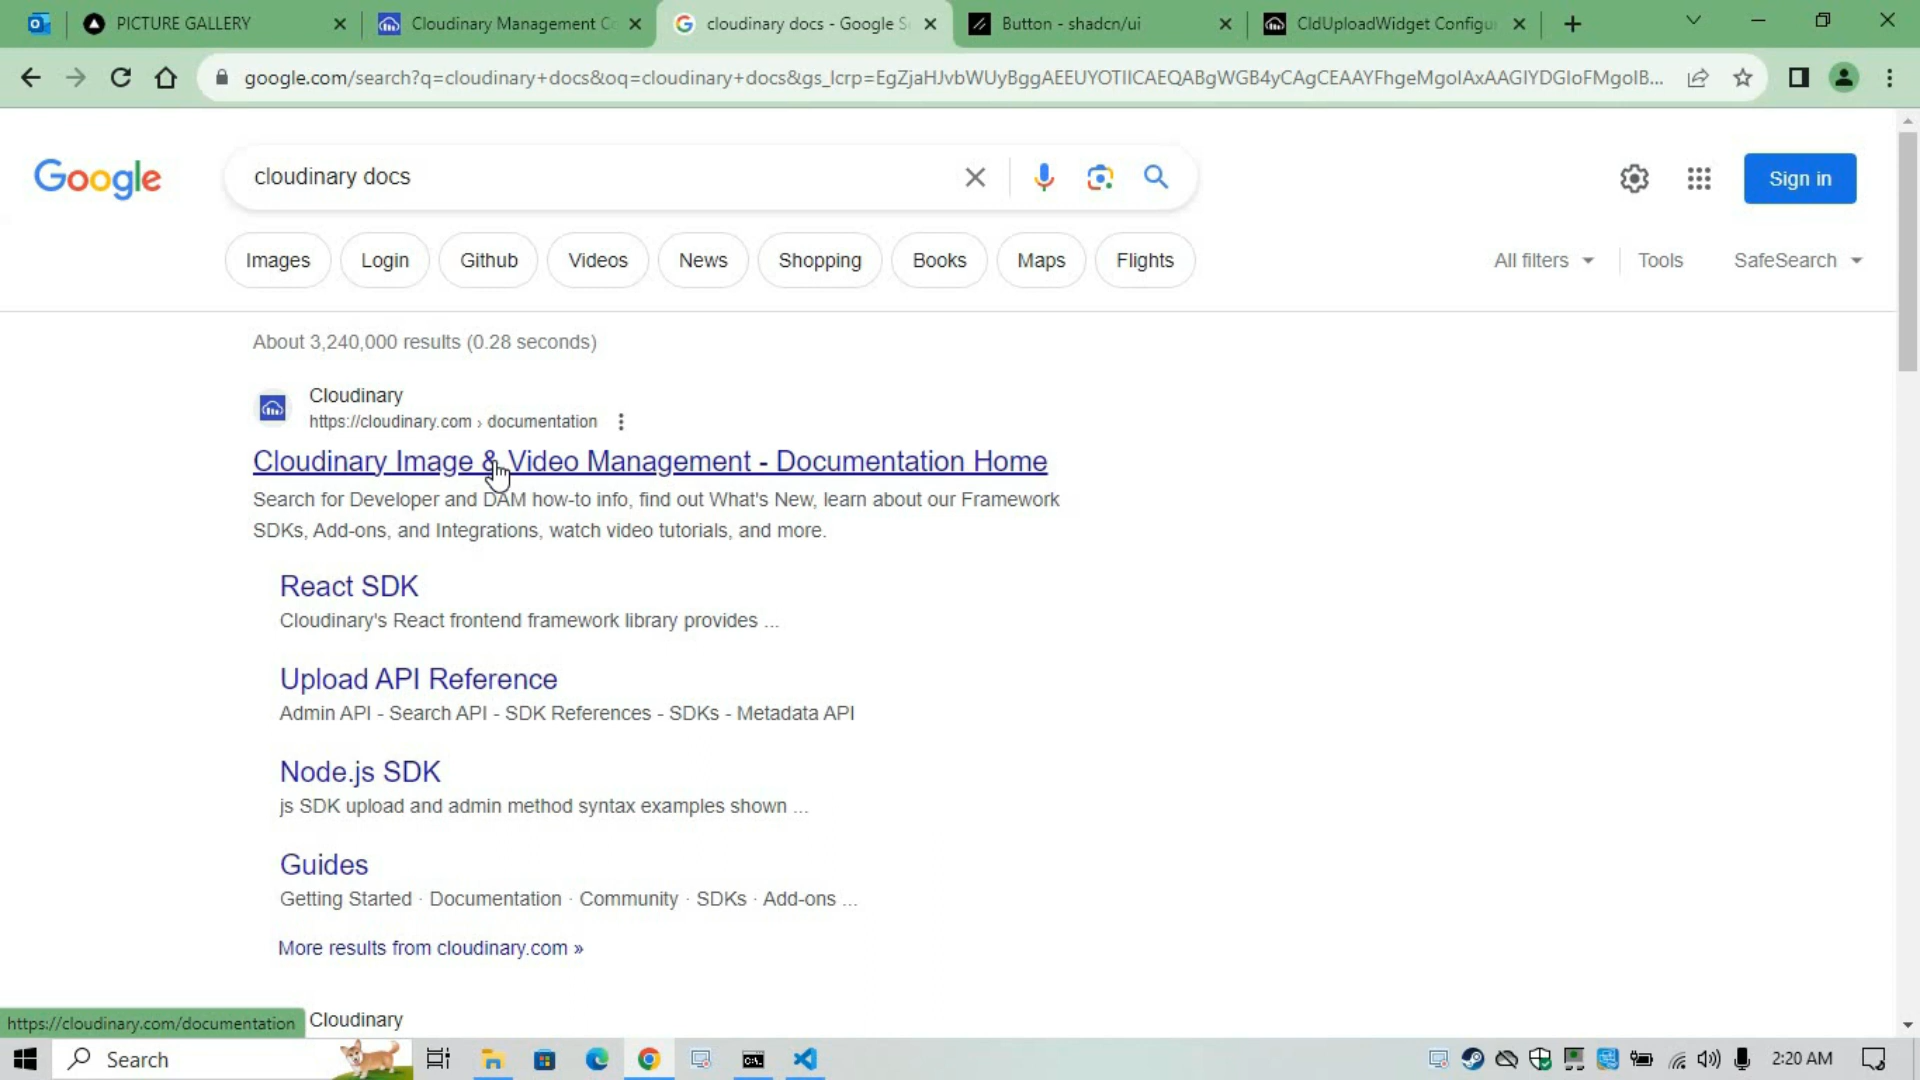 PICTURE GALLERY
Cloudinary Management Co
cloudinary docs - Google Se
Button - shadcn/ui
CldUploadWidget Configu
google.com/search?q=cloudinary+docs&oq=cloudinary+docs&gs_lcrp=EgZjaHJvbWUyBggAEEUYOTIICAEQABgWGB4yCAgCEAAYFhgeMgoIAxAAGIYDGIoFMgoIB...
Google
cloudinary docs
Sign in
Images
Login
Github
Videos
News
Shopping
Books
Maps
Flights
All filters
Tools
SafeSearch
About 3,240,000 results (0.28 seconds)
Cloudinary
https://cloudinary.com › documentation
Cloudinary Image & Video Management - Documentation Home
Search for Developer and DAM how-to info, find out What's New, learn about our Framework
SDKs, Add-ons, and Integrations, watch video tutorials, and more.
React SDK
Cloudinary's React frontend framework library provides ...
Upload API Reference
Admin API - Search API - SDK References - SDKs - Metadata API
Node.js SDK
js SDK upload and admin method syntax examples shown ...
Guides
Getting Started · Documentation · Community · SDKs · Add-ons ...
More results from cloudinary.com »
https://cloudinary.com/documentation
Cloudinary
Search
2:20 AM